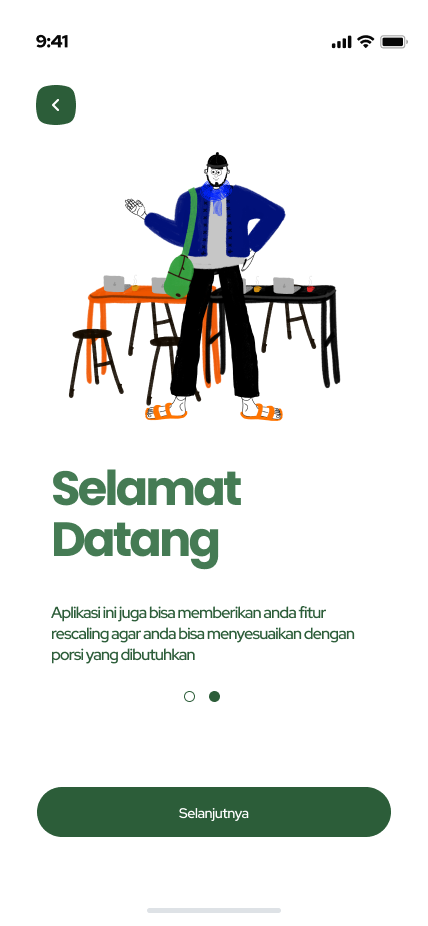 9:41
Selamat
Datang
Aplikasi ini juga bisa memberikan anda fitur
rescaling agar anda bisa menyesuaikan dengan
porsi yang dibutuhkan
Selanjutnya